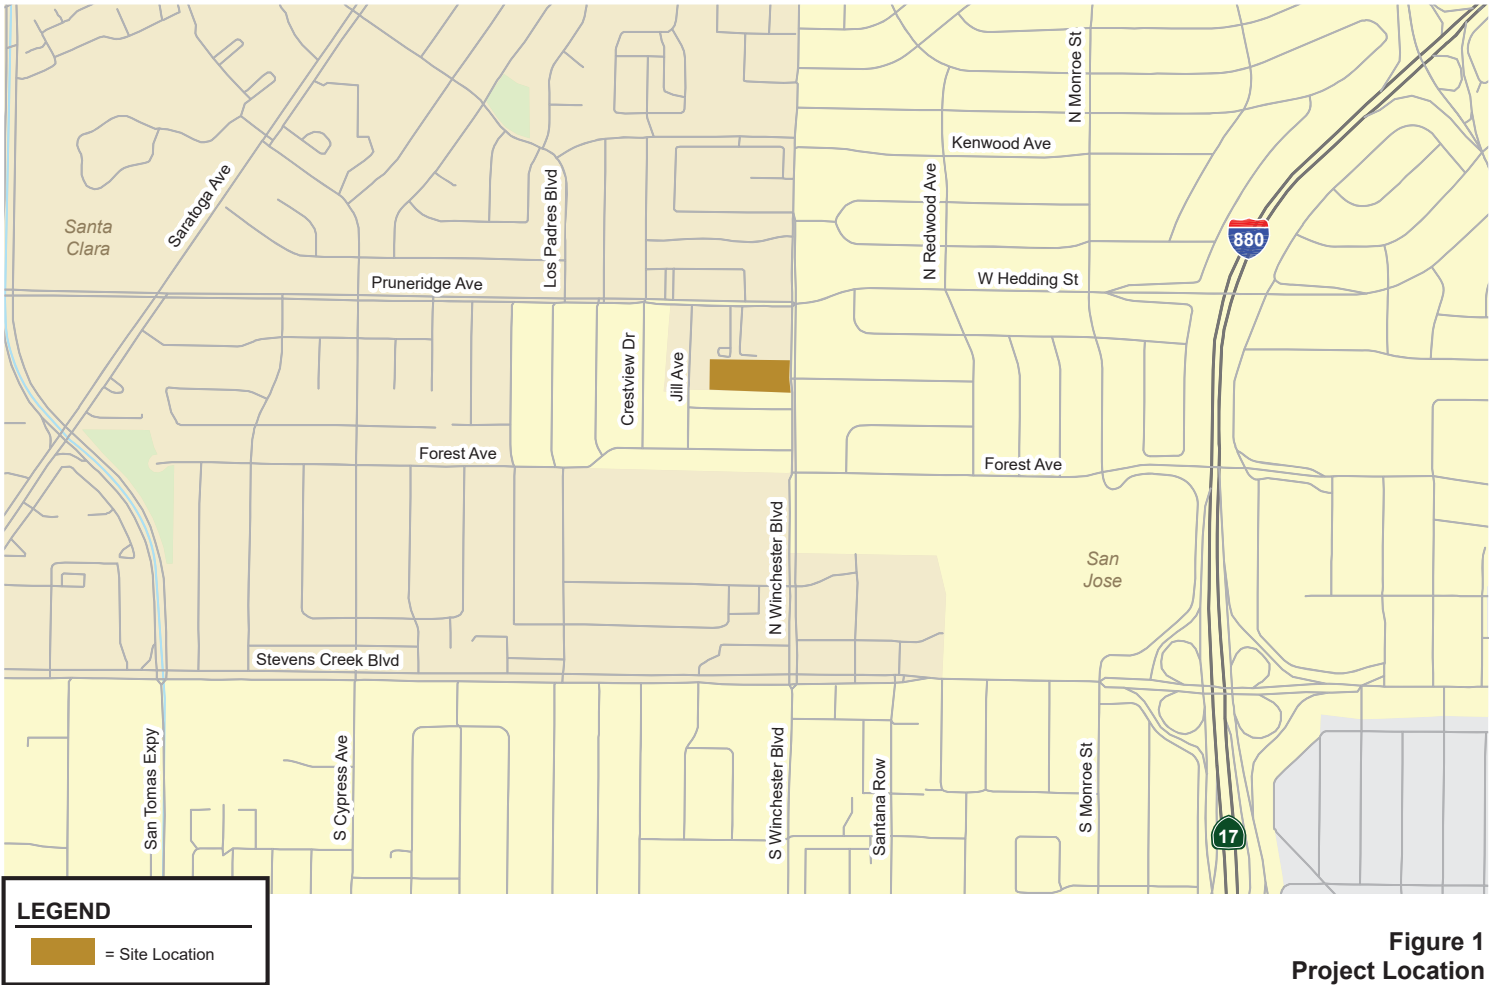 N Monroe St
Kenwood Ave
Saratoga Ave
Los Padres Blvd
N Redwood Ave
Santa
Clara
880
Pruneridge Ave
W Hedding St
Crestview Dr
Jill Ave
Forest Ave
Forest Ave
N Winchester Blvd
San
Jose
Stevens Creek Blvd
San Tomas Expy
S Cypress Ave
S Winchester Blvd
Santana Row
S Monroe St
17
LEGEND
= Site Location
Figure 1
Project Location